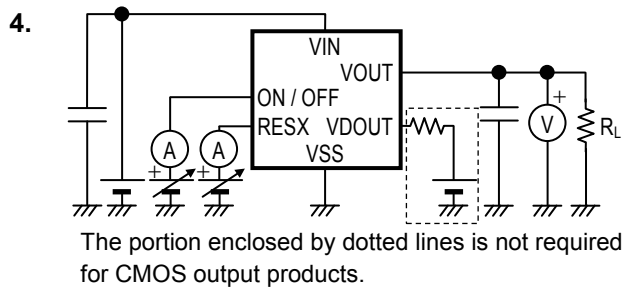 4.
VIN
VOUT
ON / OFF
RESX VDOUT
VSS
A
A
+
+
+
V
RL
The portion enclosed by dotted lines is not required
for CMOS output products.